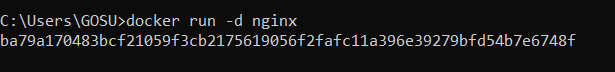 C:\Users\GOSU>docker run -d nginx
ba79a170483bcf21059f3cb2175619056f2fafc11a396e39279bfd54b7e6748f